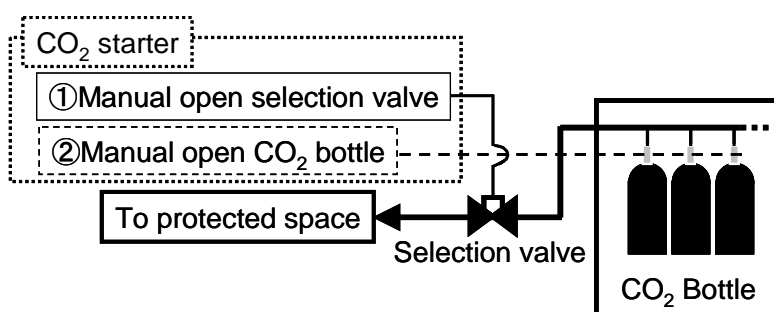 CO₂ starter
①Manual open selection valve
②Manual open CO₂ bottle
To protected space
Selection valve
CO₂ Bottle